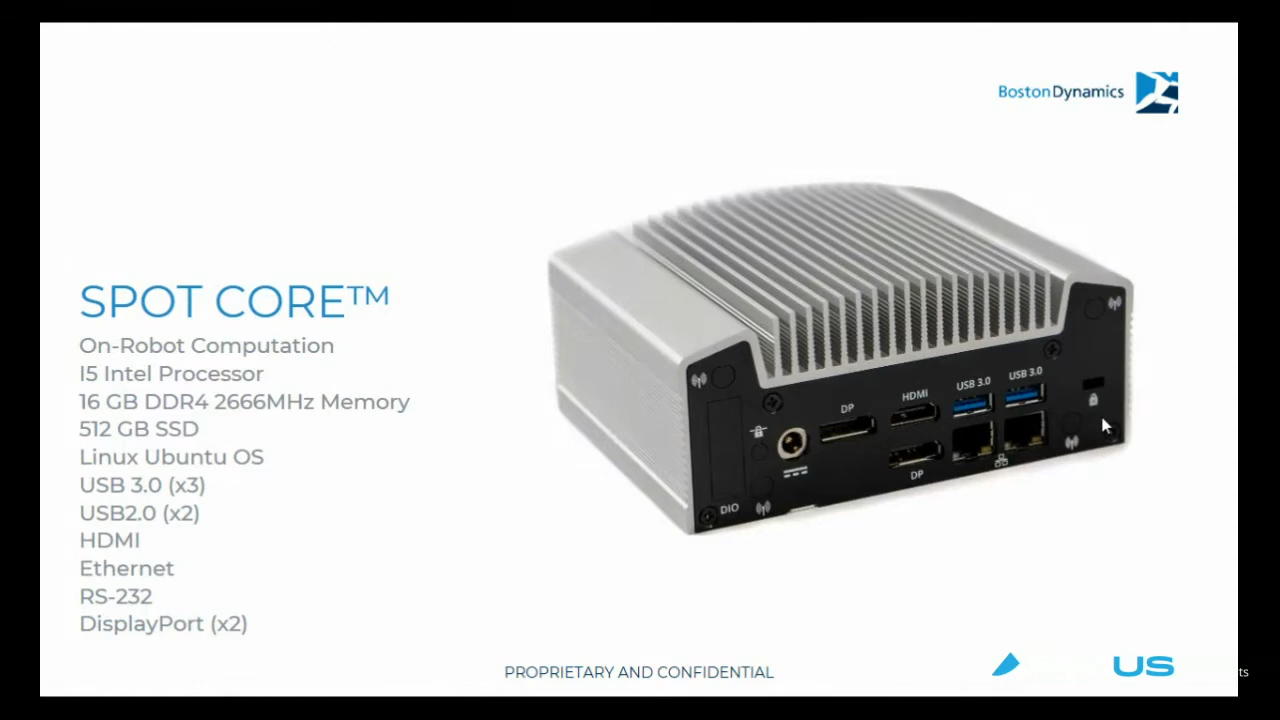 BostonDynamics
SPOT CORE™
On-Robot Computation
I5 Intel Processor
16 GB DDR4 2666MHz Memory
512 GB SSD
Linux Ubuntu OS
USB 3.0 (x3)
USB2.0 (x2)
HDMI
Ethernet
RS-232
DisplayPort (x2)
DP
HDMI
USB 3.0
USB 3.0
DP
DIO
PROPRIETARY AND CONFIDENTIAL
US
ts